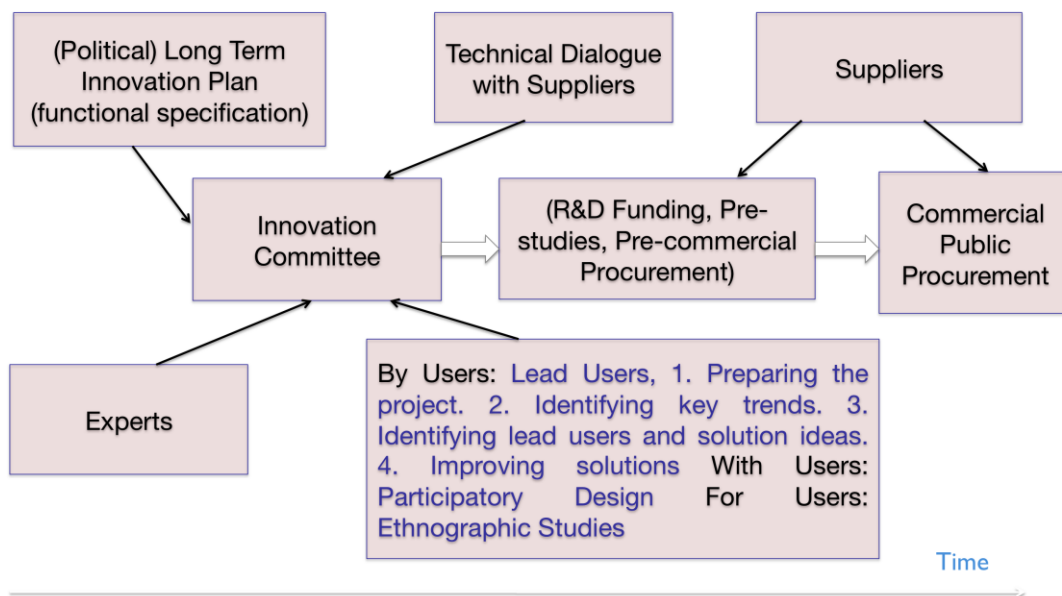 (Political) Long Term
Innovation Plan
(functional specification)
Technical Dialogue
with Suppliers
Suppliers
Innovation
Committee
(R&D Funding, Pre-
studies, Pre-commercial
Procurement)
Commercial
Public
Procurement
Experts
By Users: Lead Users, 1. Preparing the
project. 2. Identifying key trends. 3.
Identifying lead users and solution ideas.
4. Improving solutions With Users:
Participatory Design For Users:
Ethnographic Studies
Time